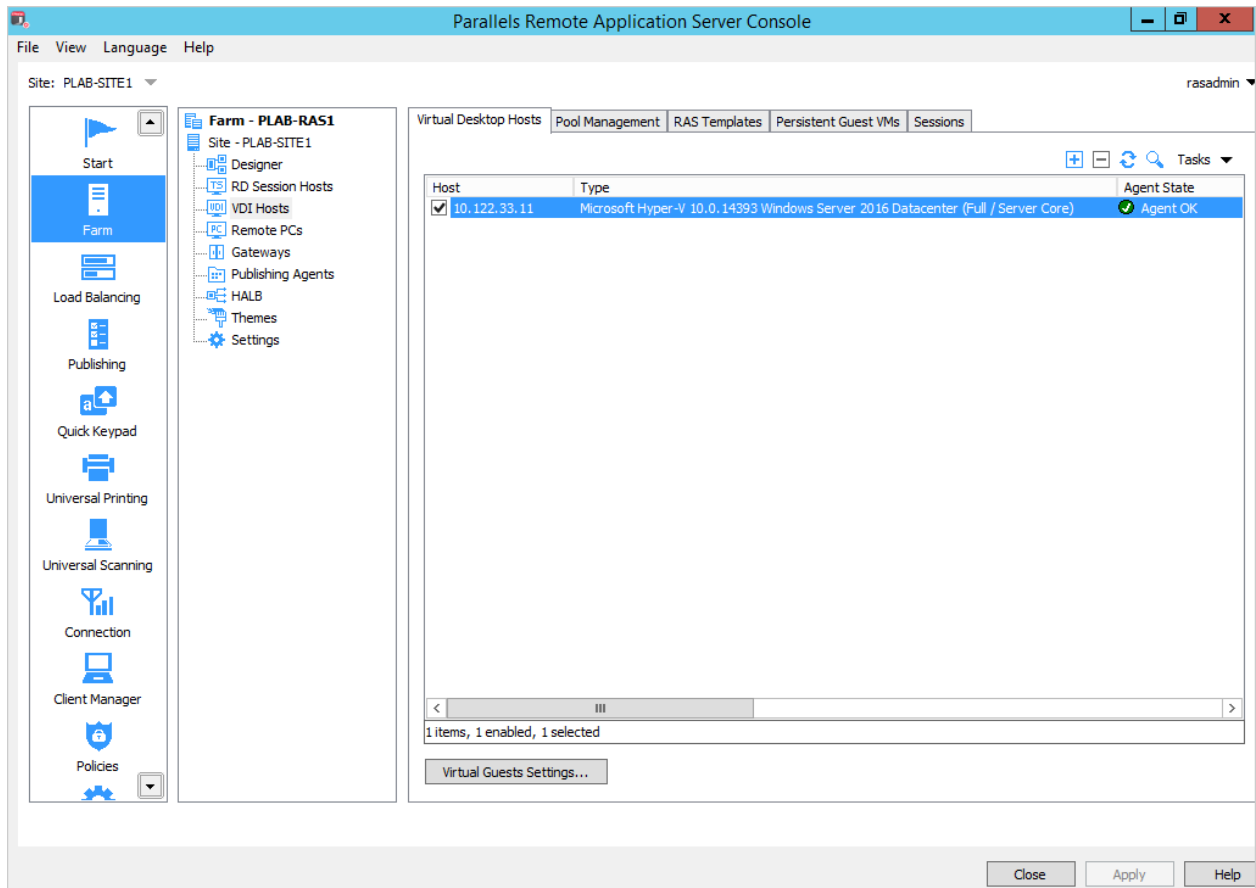 Parallels Remote Application Server Console
File View Language Help
Site: PLAB-SITE1
rasadmin
Start
Farm
Load Balancing
Publishing
Quick Keypad
Universal Printing
Universal Scanning
Connection
Client Manager
Policies
Farm - PLAB-RAS1
Site - PLAB-SITE1
Designer
RD Session Hosts
VDI Hosts
Remote PCs
Gateways
Publishing Agents
HALB
Themes
Settings
Virtual Desktop Hosts Pool Management RAS Templates Persistent Guest VMs Sessions
Tasks
Host Type Agent State
10.122.33.11 Microsoft Hyper-V 10.0.14393 Windows Server 2016 Datacenter (Full / Server Core) Agent OK
1 items, 1 enabled, 1 selected
Virtual Guests Settings...
Close Apply Help